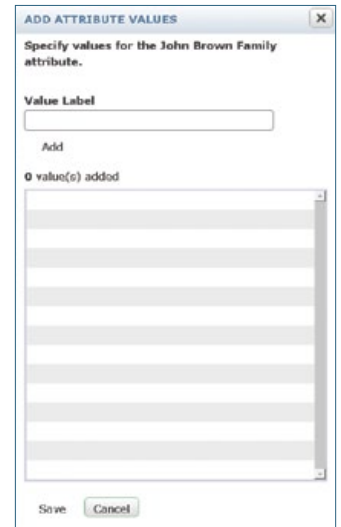 ADD ATTRIBUTE VALUES
Specify values for the John Brown Family
attribute.
Value Label
Add
0 value(s) added
Save Cancel